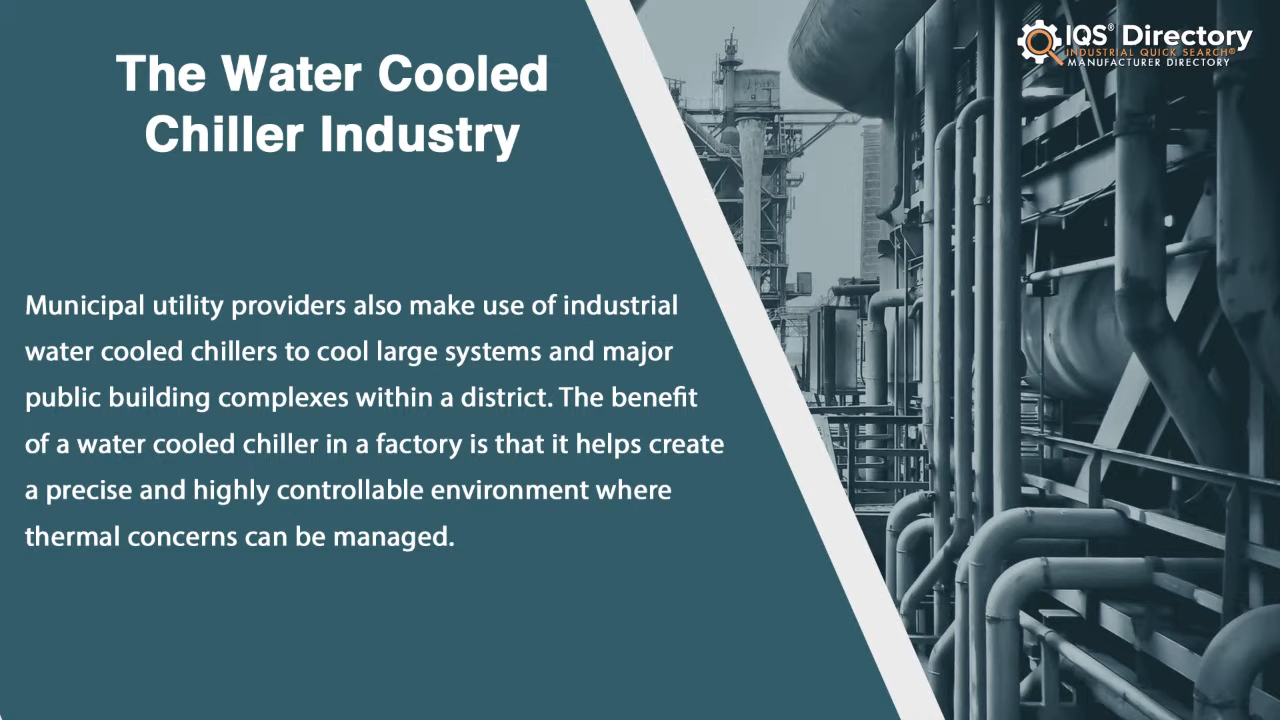 The Water Cooled
Chiller Industry
IQS® Directory
INDUSTRIAL QUICK SEARCH®
MANUFACTURER DIRECTORY
Municipal utility providers also make use of industrial
water cooled chillers to cool large systems and major
public building complexes within a district. The benefit
of a water cooled chiller in a factory is that it helps create
a precise and highly controllable environment where
thermal concerns can be managed.